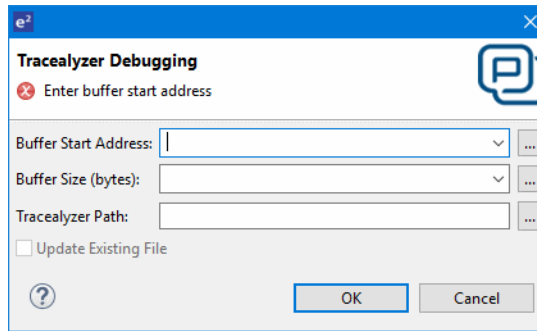 e²
Tracealyzer Debugging
Enter buffer start address
Buffer Start Address:
...
Buffer Size (bytes):
...
Tracealyzer Path:
...
Update Existing File
?
OK
Cancel